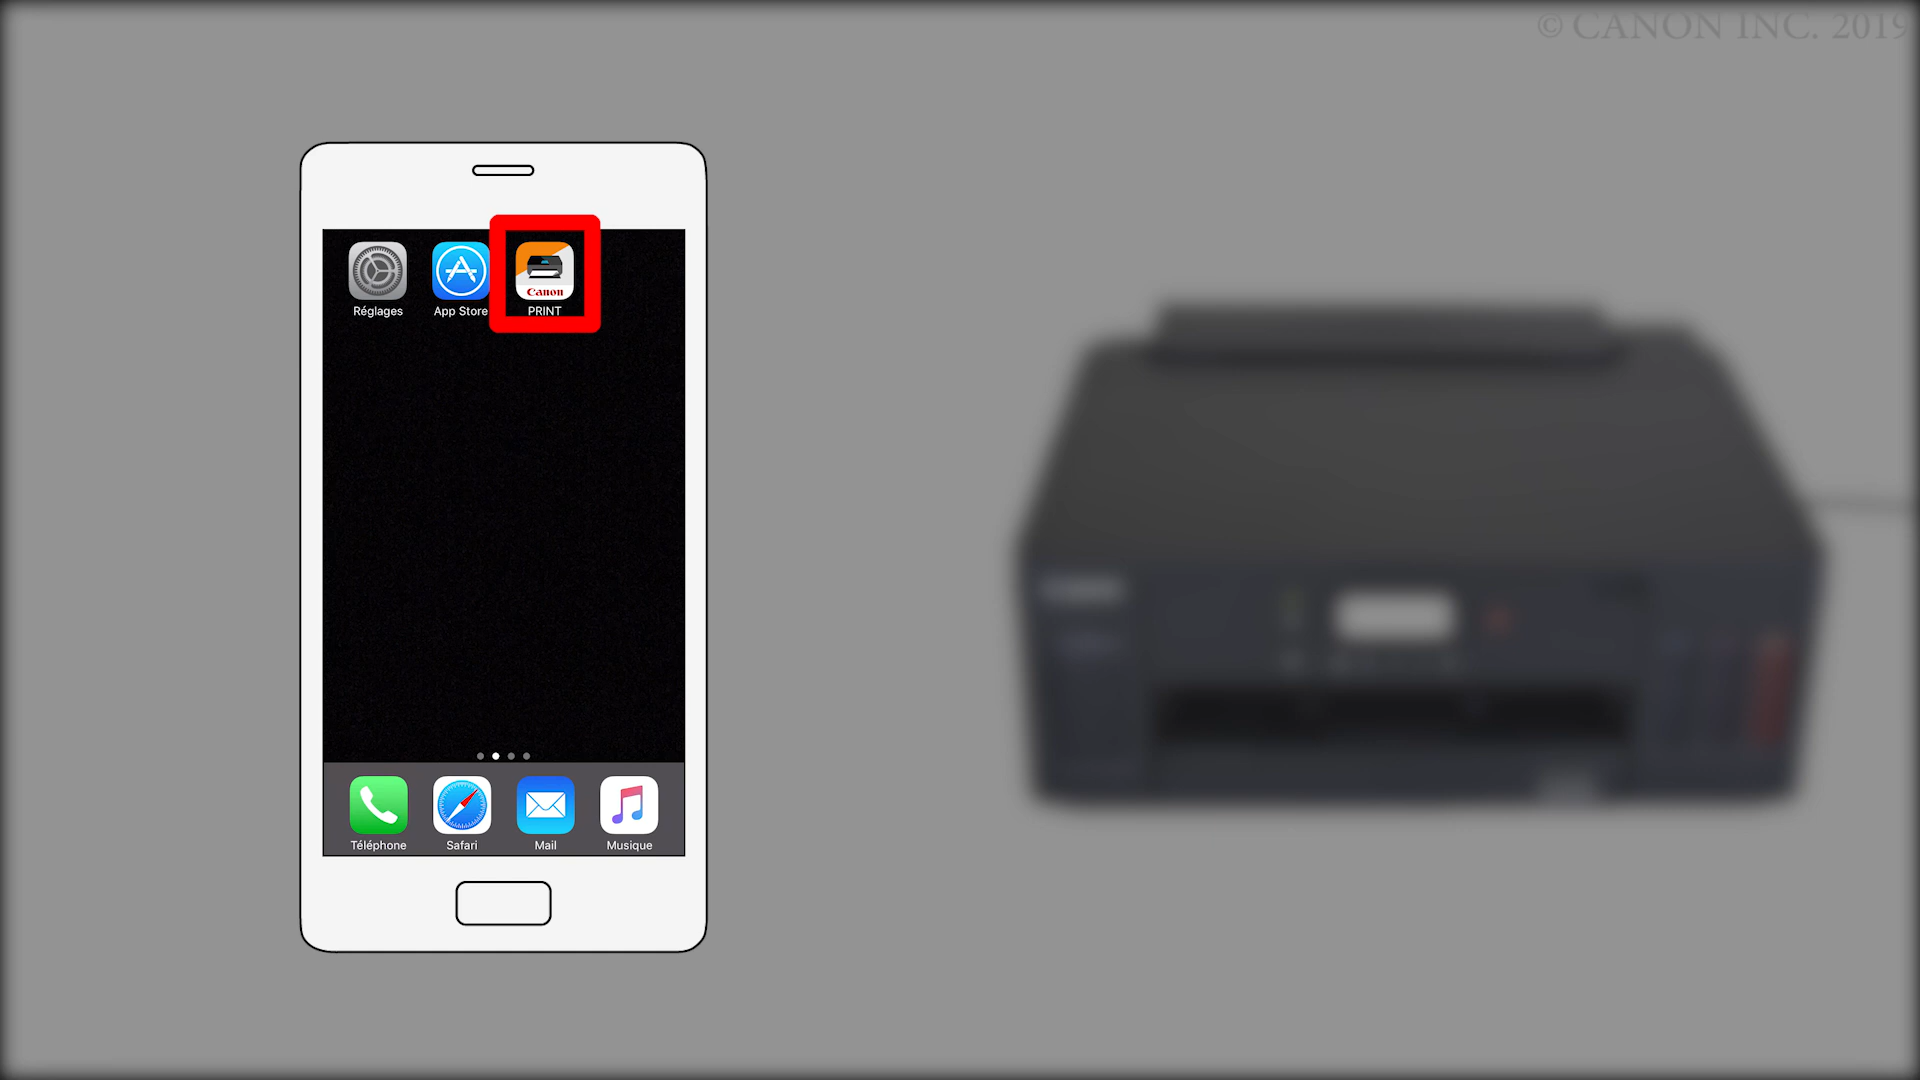 © CANON INC. 2019
Réglages
App Store
Canon
PRINT
Téléphone
Safari
Mail
Musique